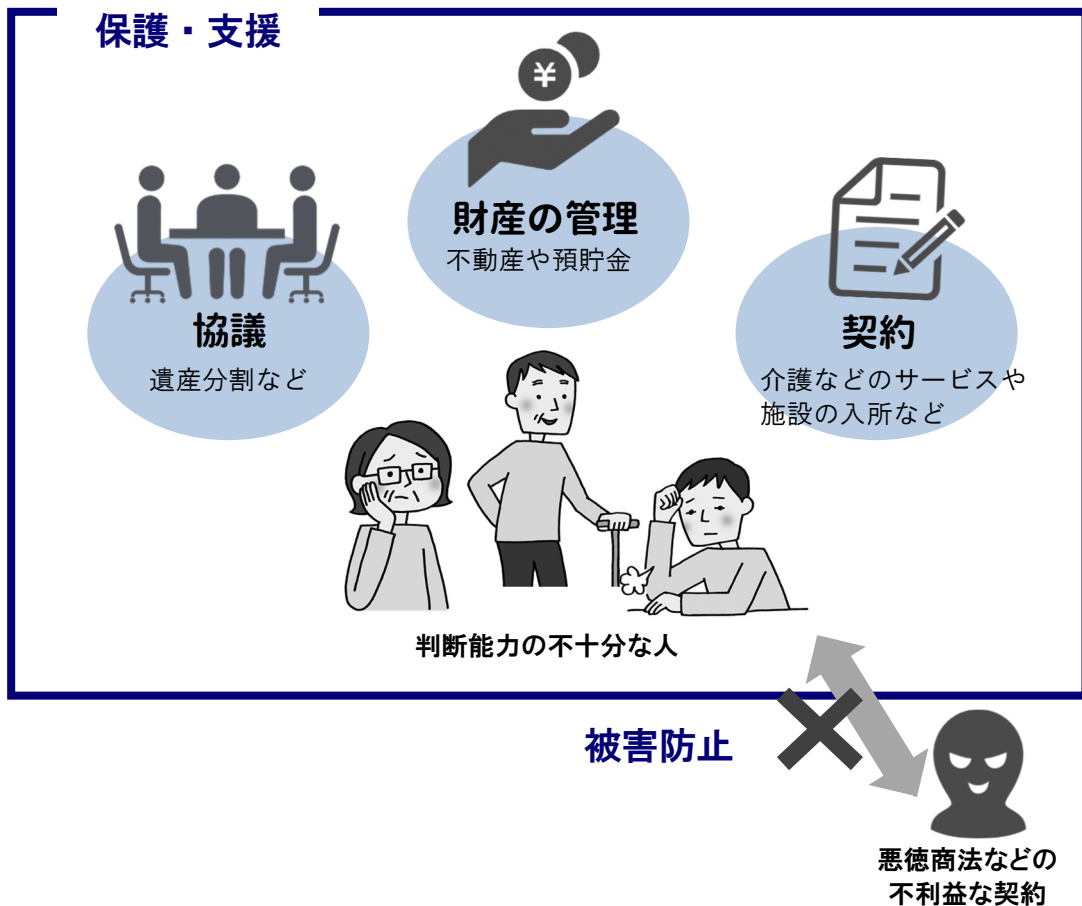 保護・支援
¥
財産の管理
不動産や預貯金
協議
遺産分割など
契約
介護などのサービスや
施設の入所など
判断能力の不十分な人
被害防止
悪徳商法などの
不利益な契約